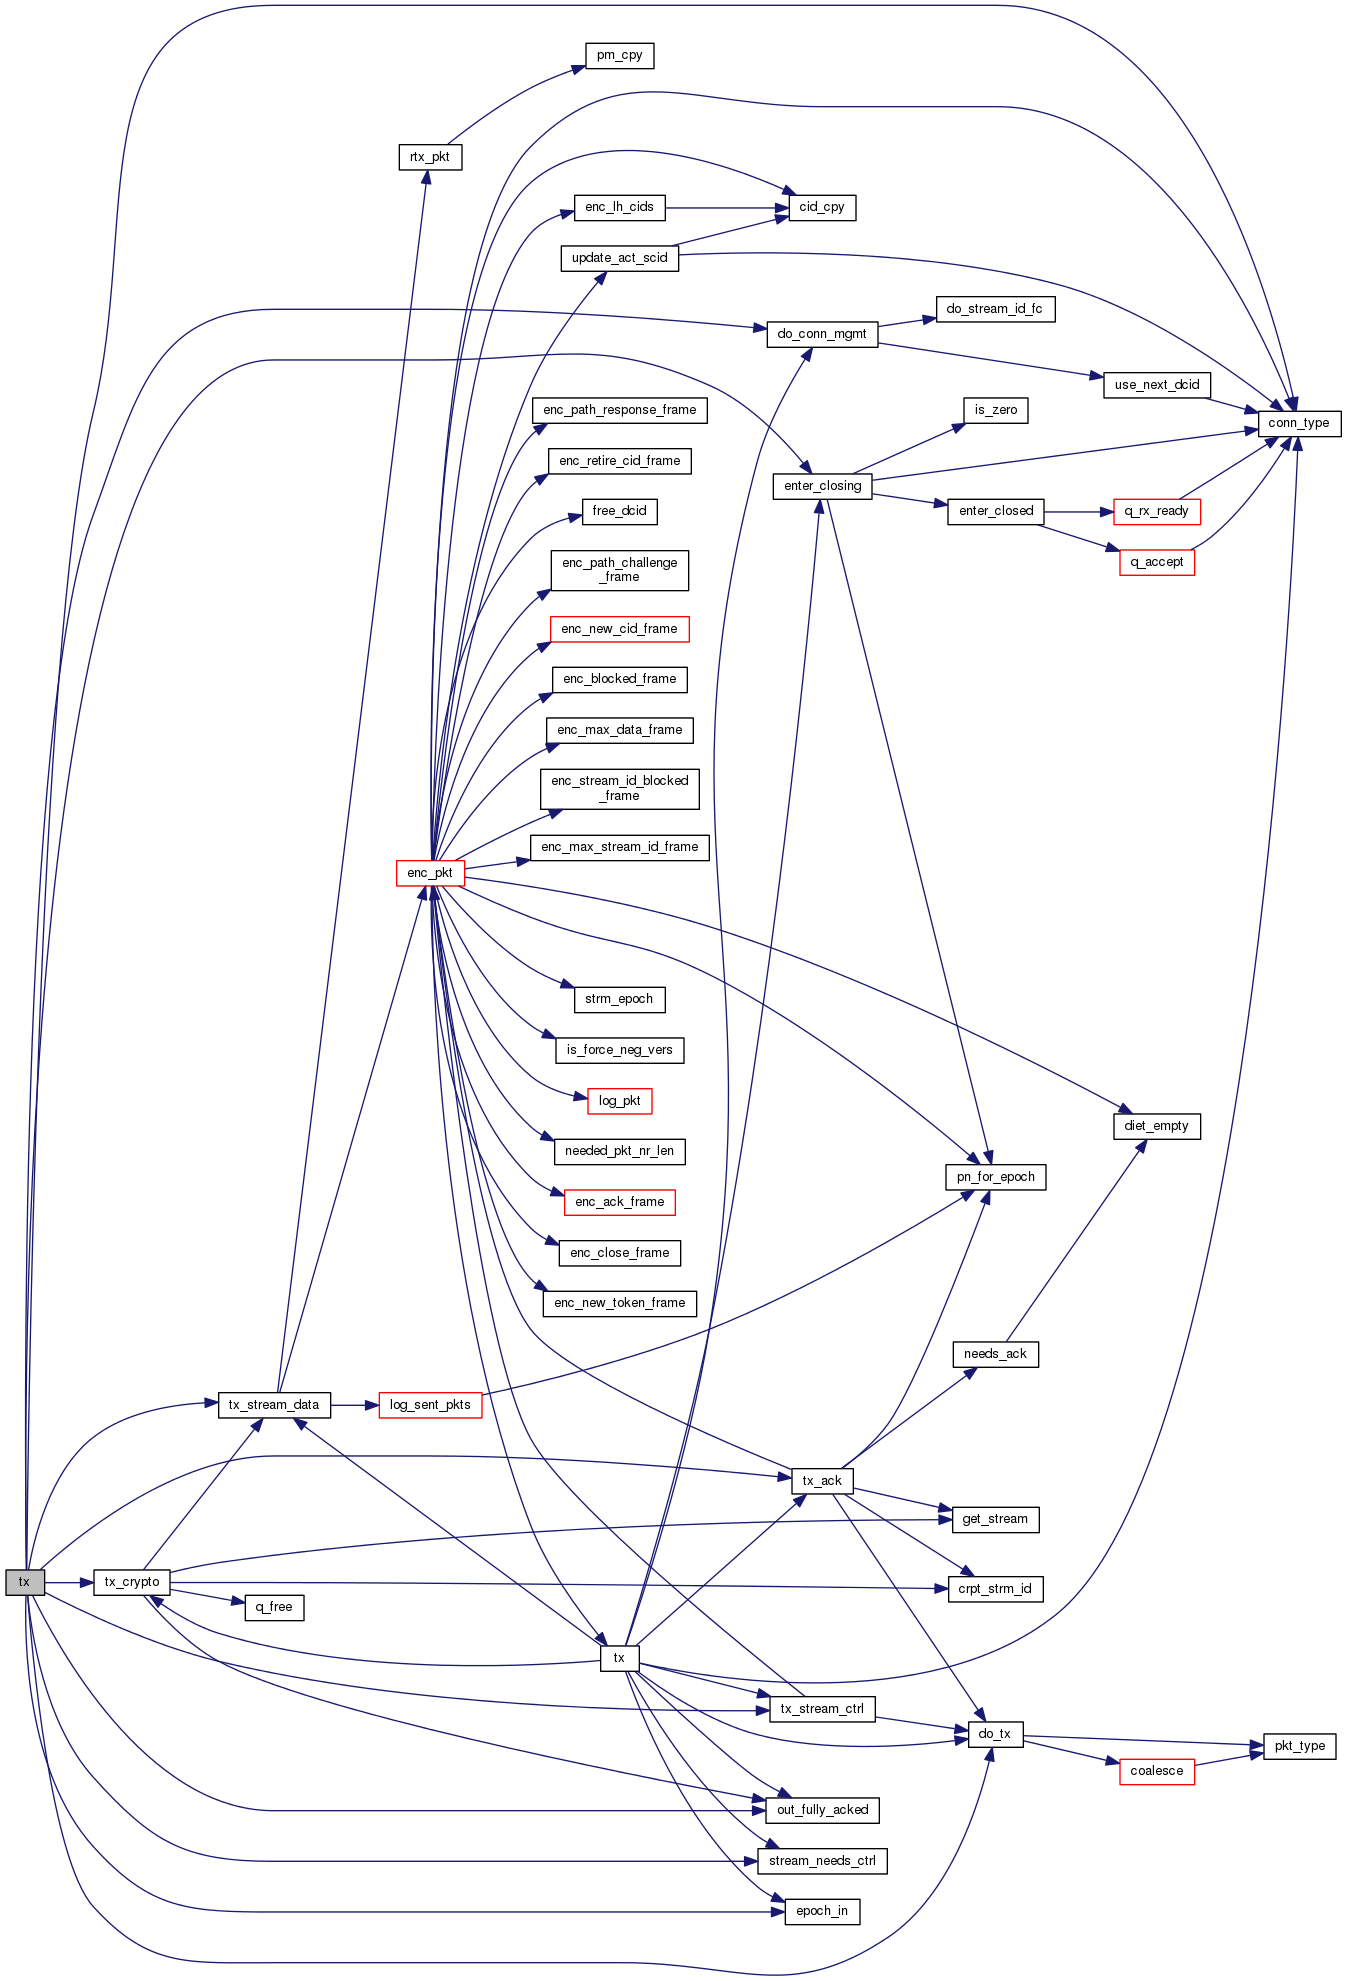 pm_cpy
rtx_pkt
enc_lh_cids
cid_cpy
update_act_scid
do_stream_id_fc
do_conn_mgmt
use_next_dcid
enc_path_response_frame
is_zero
conn_type
enc_retire_cid_frame
enter_closing
free_dcid
enter_closed
q_rx_ready
q_accept
enc_path_challenge
_frame
enc_new_cid_frame
enc_blocked_frame
enc_max_data_frame
enc_stream_id_blocked
_frame
enc_max_stream_id_frame
enc_pkt
strm_epoch
is_force_neg_vers
log_pkt
diet_empty
needed_pkt_nr_len
pn_for_epoch
enc_ack_frame
enc_close_frame
enc_new_token_frame
needs_ack
tx_stream_data
log_sent_pkts
tx_ack
get_stream
tx
tx_crypto
crpt_strm_id
q_free
tx
tx_stream_ctrl
do_tx
pkt_type
coalesce
out_fully_acked
stream_needs_ctrl
epoch_in